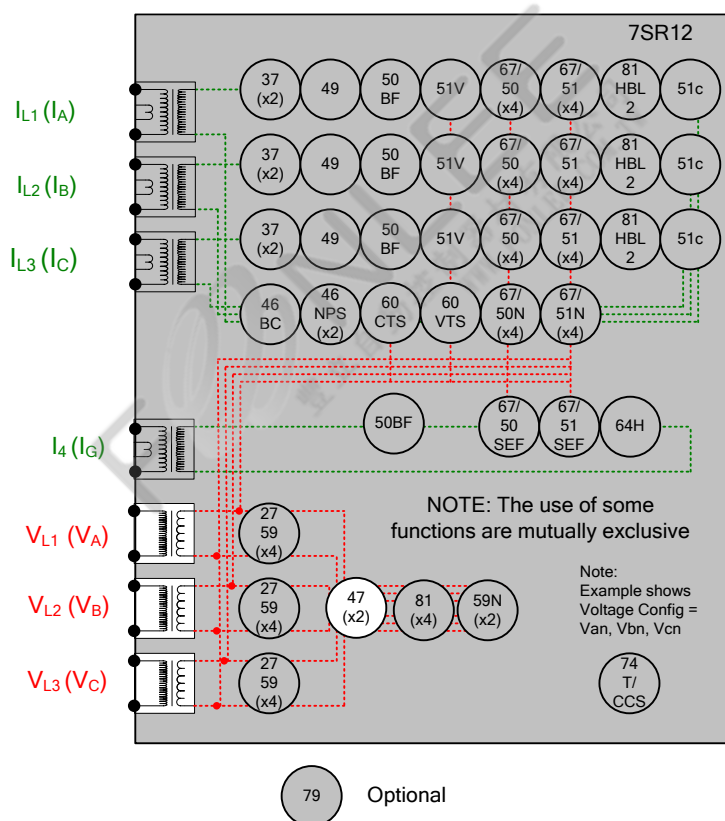 7SR12
IL1 (IA)
37 (x2)
49
50 BF
51V
67/ 50 (x4)
67/ 51 (x4)
81 HBL 2
51c
IL2 (IB)
37 (x2)
49
50 BF
51V
67/ 50 (x4)
67/ 51 (x4)
81 HBL 2
51c
IL3 (IC)
37 (x2)
49
50 BF
51V
67/ 50 (x4)
67/ 51 (x4)
81 HBL 2
51c
46 BC
46 NPS (x2)
60 CTS
60 VTS
67/ 50N (x4)
67/ 51N (x4)
I4 (IG)
50BF
67/ 50 SEF
67/ 51 SEF
64H
NOTE: The use of some
functions are mutually exclusive
VL1 (VA)
27 59 (x4)
VL2 (VB)
27 59 (x4)
47 (x2)
81 (x4)
59N (x2)
Note:
Example shows
Voltage Config =
Van, Vbn, Vcn
VL3 (VC)
27 59 (x4)
74 T/ CCS
79
Optional